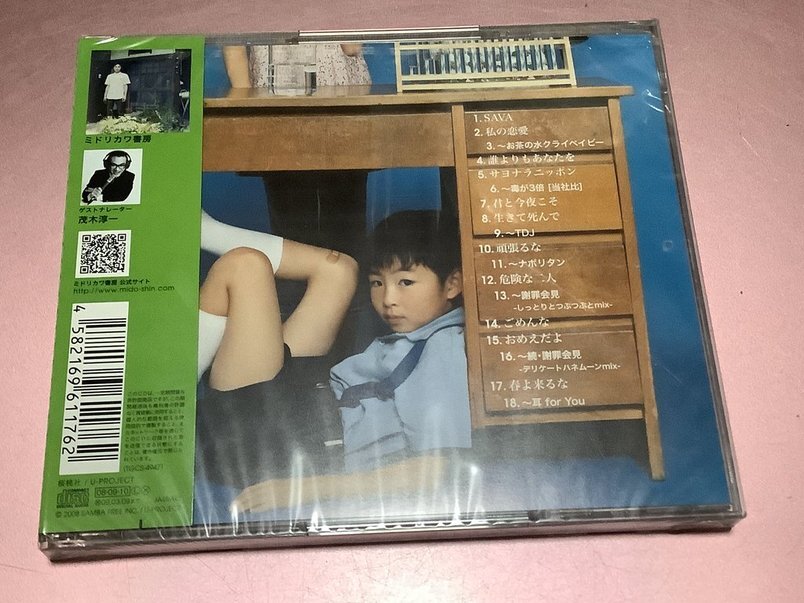 ミドリカワ書房
ゲストナレーター
茂木淳一
ミドリカワ書房 公式サイト
http://www.mido-shin.com
4 582169 611762
桜桃社 / U-PROJECT
08·09·10
1. SAVA
2. 私の恋愛
3. 〜お茶の水クライベイビー
4. 誰よりもあなたを
5. サヨナラニッポン
6. 〜毒が3倍 [当社比]
7. 君と今夜こそ
8. 生きて死んで
9. 〜TDJ
10. 頑張るな
11. 〜ナポリタン
12. 危険な二人
13. 〜謝罪会見
-しっとりとつぶつぶとmix-
14. ごめんな
15. おめえだよ
16. 〜続・謝罪会見
-デリケートハネムーンmix-
17. 春よ来るな
18. 〜耳 for You